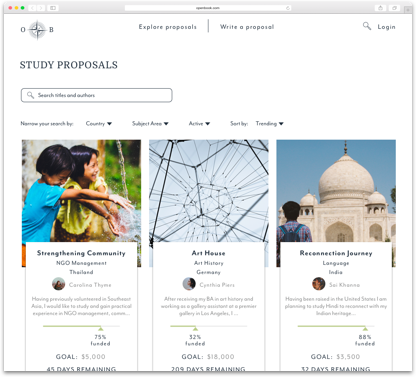 openbook.com
O B
Explore proposals
Write a proposal
Login
STUDY PROPOSALS
Search titles and authors
Narrow your search by:
Country
Subject Area
Active
Sort by:
Trending
Strengthening Community
NGO Management
Thailand
Caroline Thyme
Having previously volunteered in Southeast
Asia, I would like to study and gain practical
experience in NGO management, comm...
75%
funded
GOAL: $5,000
45 DAYS REMAINING
Art House
Art History
Germany
Cynthia Piers
After receiving my BA in art history and
working as a gallery assistant at a premier
gallery in Los Angeles, I ...
32%
funded
GOAL: $18,000
209 DAYS REMAINING
Reconnection Journey
Language
India
Sai Khanna
Having been raised in the United States I am
planning to study Hindi to reconnect with my
Indian heritage...
88%
funded
GOAL: $3,500
32 DAYS REMAINING